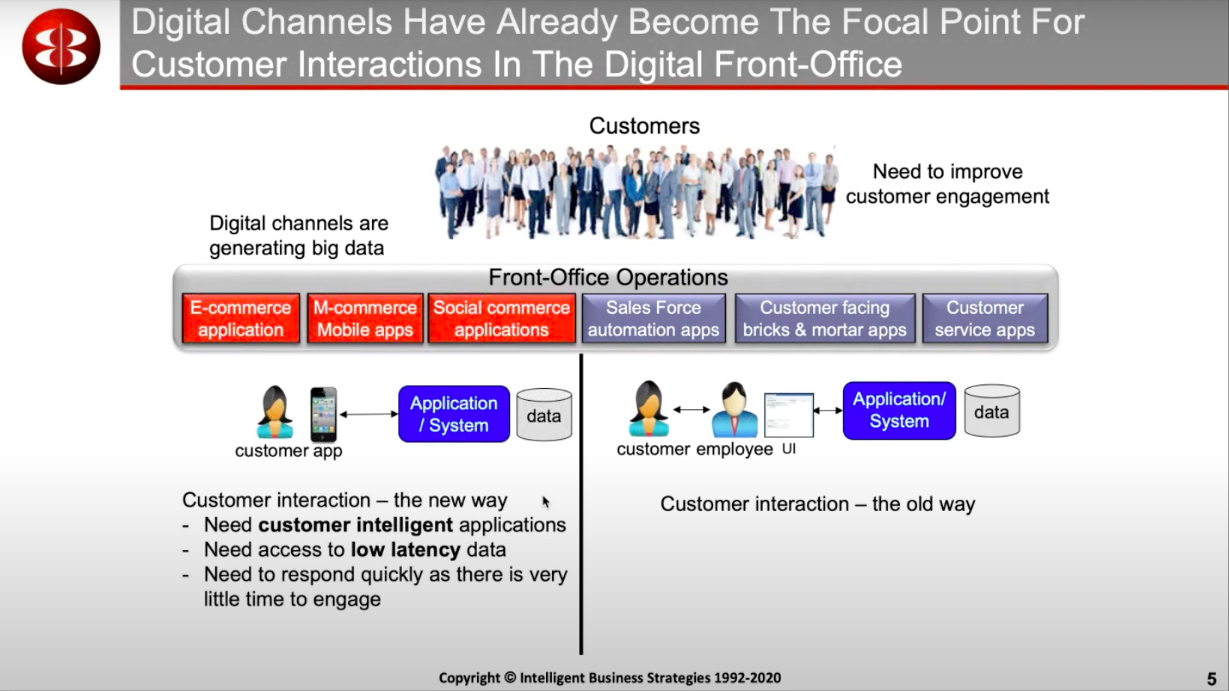 Digital Channels Have Already Become The Focal Point For
Customer Interactions In The Digital Front-Office
Customers
Need to improve
customer engagement
Digital channels are
generating big data
Front-Office Operations
E-commerce
application
M-commerce
Mobile apps
Social commerce
applications
Sales Force
automation apps
Customer facing
bricks & mortar apps
Customer
service apps
customer app
Application
/ System
data
customer employee UI
Application/
System
data
Customer interaction – the new way
- Need customer intelligent applications
- Need access to low latency data
- Need to respond quickly as there is very
little time to engage
Customer interaction – the old way
Copyright © Intelligent Business Strategies 1992-2020
5